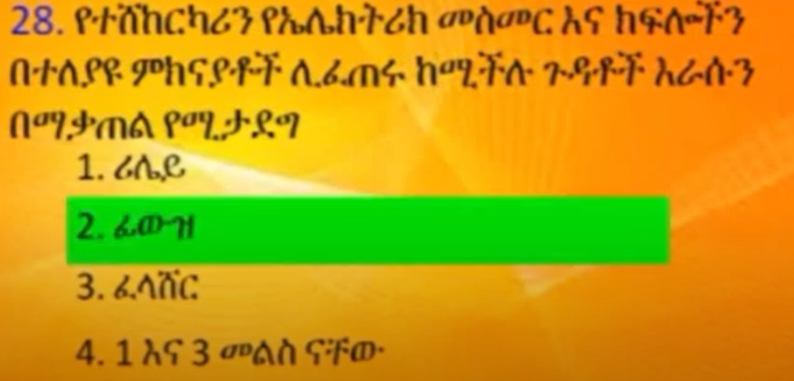 28. የተሽከርካሪን የኤሌክትሪክ መስመር እና ክፍሎችን
በተለያዩ ምክናያቶች ሊፈጠሩ ከሚችሉ ጉዳቶች እራሱን
በማቃጠል የሚታደግ
1. ሪሌይ
2. ፊውዝ
3. ፊላሸር
4. 1 እና 3 መልስ ናቸው